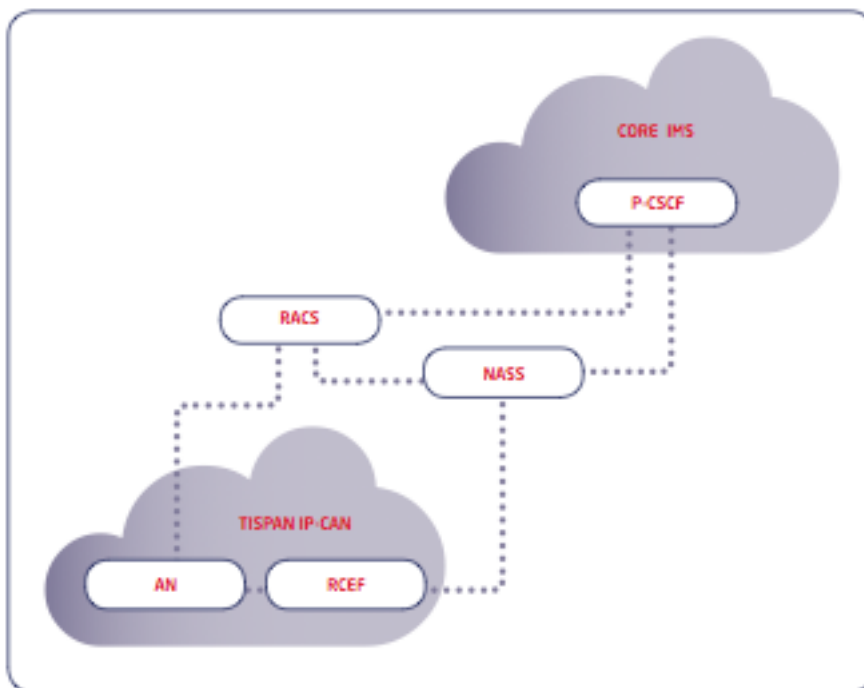 CORE IMS
P-CSCF
RACS
NASS
TISPAN IP-CAN
AN
RCEF